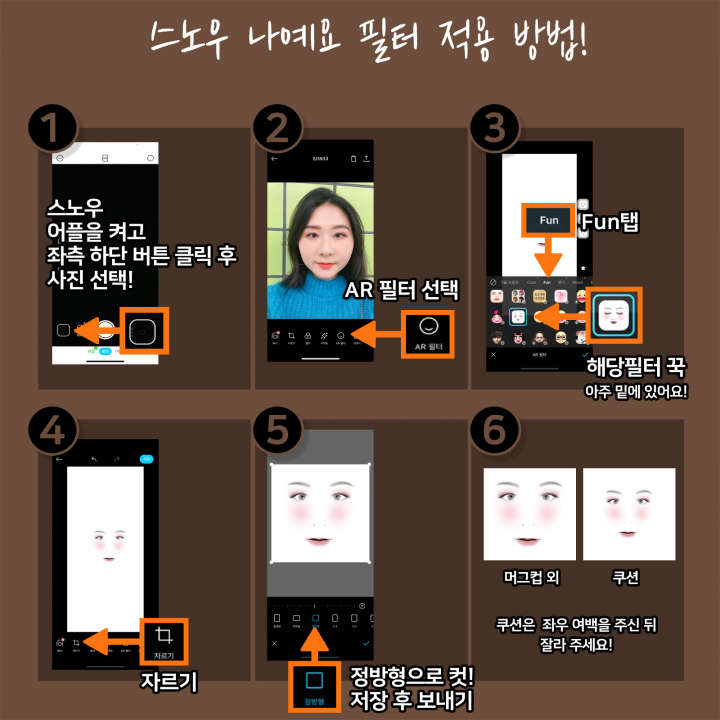 스노우 나예요 필터 적용 방법!
1
스노우
어플을 켜고
좌측 하단 버튼 클릭 후
사진 선택!
2
AR 필터 선택
AR 필터
3
Fun
Fun탭
Fun
AR 필터
해당필터 꾹
아주 밑에 있어요!
4
자르기
자르기
5
정방형
정방형으로 컷!
저장 후 보내기
6
머그컵 외
쿠션
쿠션은 좌우 여백을 주신 뒤
잘라 주세요!